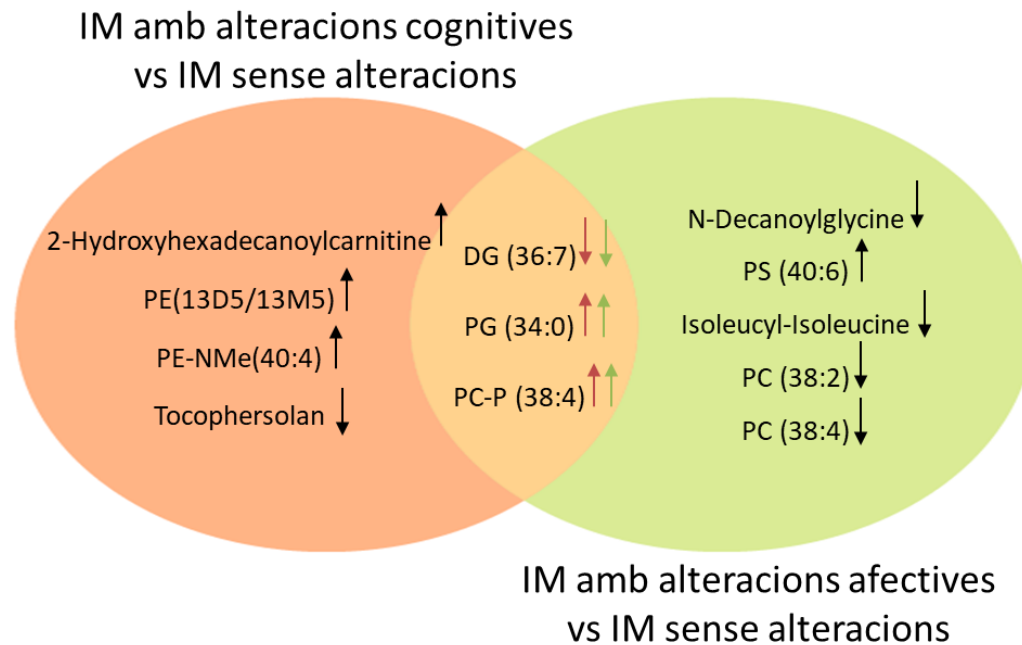 IM amb alteracions cognitives
vs IM sense alteracions
2-Hydroxyhexadecanoylcarnitine
PE(13D5/13M5)
PE-NMe(40:4)
Tocophersolan
DG (36:7)
PG (34:0)
PC-P (38:4)
N-Decanoylglycine
PS (40:6)
Isoleucyl-Isoleucine
PC (38:2)
PC (38:4)
IM amb alteracions afectives
vs IM sense alteracions